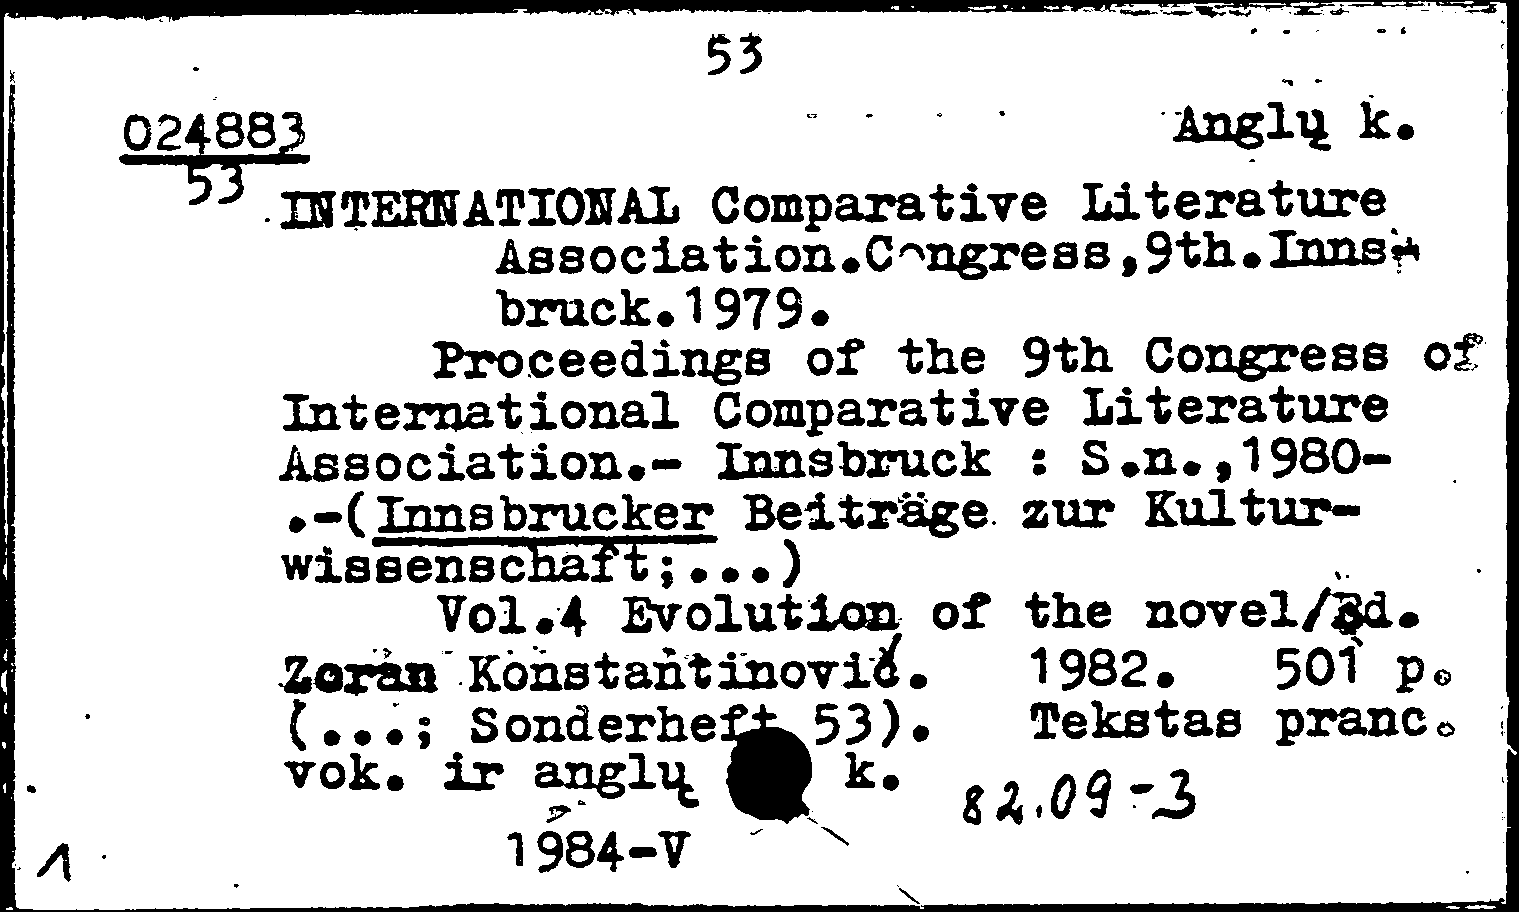 53
024883
53
Anglų k.
INTERNATIONAL Comparative Literature
Association.Congress,9th.Inns-
bruck.1979.
Proceedings of the 9th Congress of
International Comparative Literature
Association.- Innsbruck : S.n.,1980-
.-(Innsbrucker Beiträge zur Kultur-
wissenschaft;...)
Vol.4 Evolution of the novel/Ed.
Zoran Konstantinović. 1982. 501 p.
(...; Sonderheft 53). Tekstas pranc.
vok. ir anglų k.
82.09-3
1984-V
1